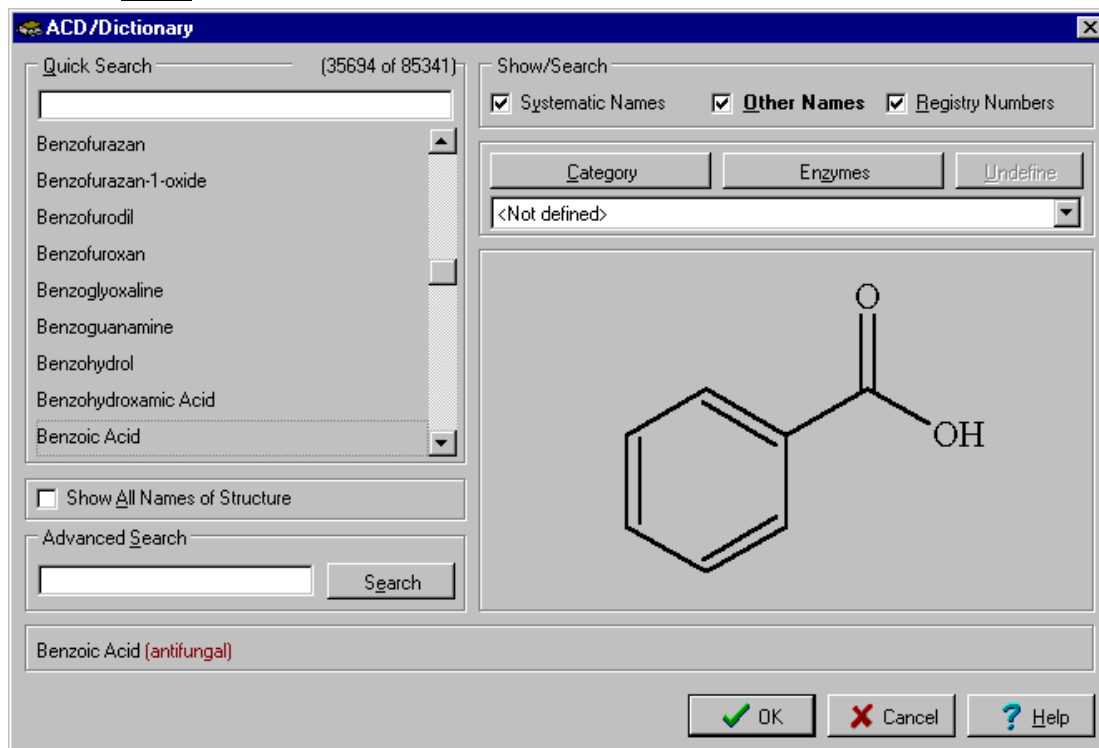 ACD/Dictionary
Quick Search (35694 of 85341)
Benzofurazan
Benzofurazan-1-oxide
Benzofurodil
Benzofuroxan
Benzoglyoxaline
Benzoguanamine
Benzohydrol
Benzohydroxamic Acid
Benzoic Acid
Show All Names of Structure
Advanced Search
Search
Show/Search
Systematic Names Other Names Registry Numbers
Category Enzymes Undefine
<Not defined>
O
OH
Benzoic Acid (antifungal)
OK Cancel Help